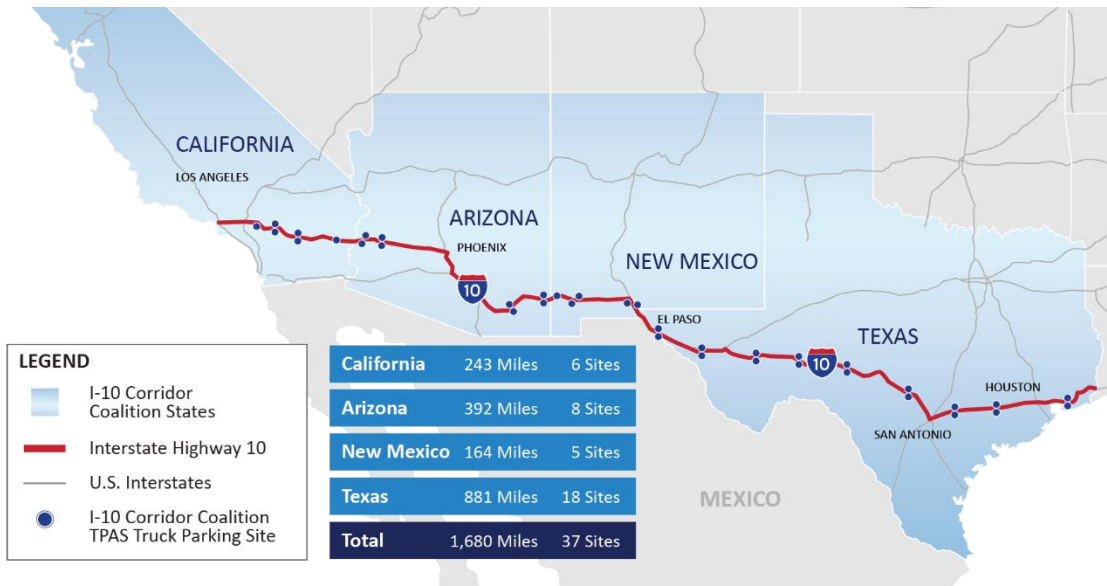 CALIFORNIA
LOS ANGELES
ARIZONA
PHOENIX
10
NEW MEXICO
EL PASO
TEXAS
10
HOUSTON
SAN ANTONIO
MEXICO
LEGEND
I-10 Corridor
Coalition States
Interstate Highway 10
U.S. Interstates
I-10 Corridor Coalition
TPAS Truck Parking Site
California 243 Miles 6 Sites
Arizona 392 Miles 8 Sites
New Mexico 164 Miles 5 Sites
Texas 881 Miles 18 Sites
Total 1,680 Miles 37 Sites